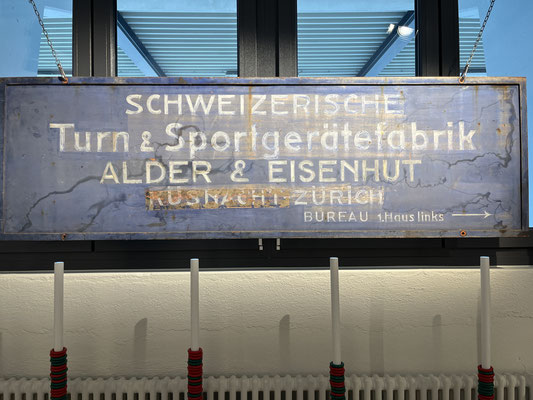 SCHWEIZERISCHE
Turn & Sportgerätefabrik
ALDER & EISENHUT
KÜSNACHT-ZÜRICH
BUREAU 1. Haus links →